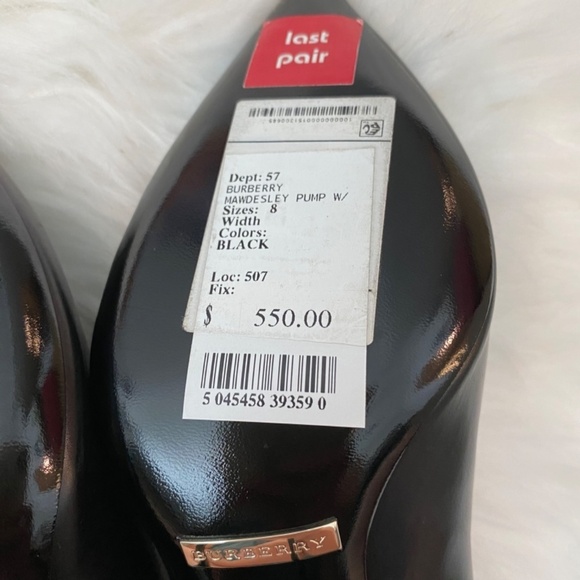 last
pair
Dept: 57
BURBERRY
MAWDESLEY PUMP W/
Sizes: 8
Width
Colors:
BLACK
Loc: 507
Fix:
$ 550.00
5 045458 39359 0
BURBERRY